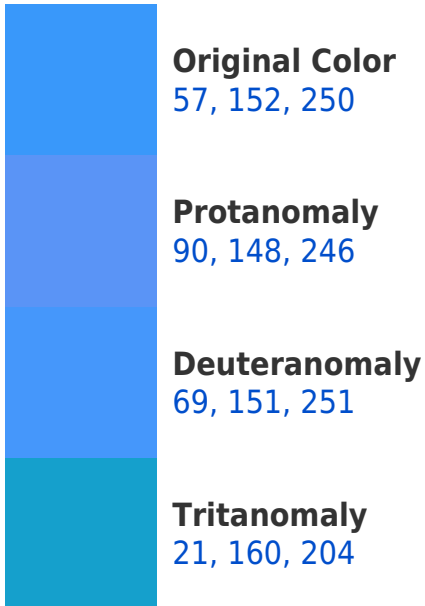 Original Color
57, 152, 250
Protanomaly
90, 148, 246
Deuteranomaly
69, 151, 251
Tritanomaly
21, 160, 204